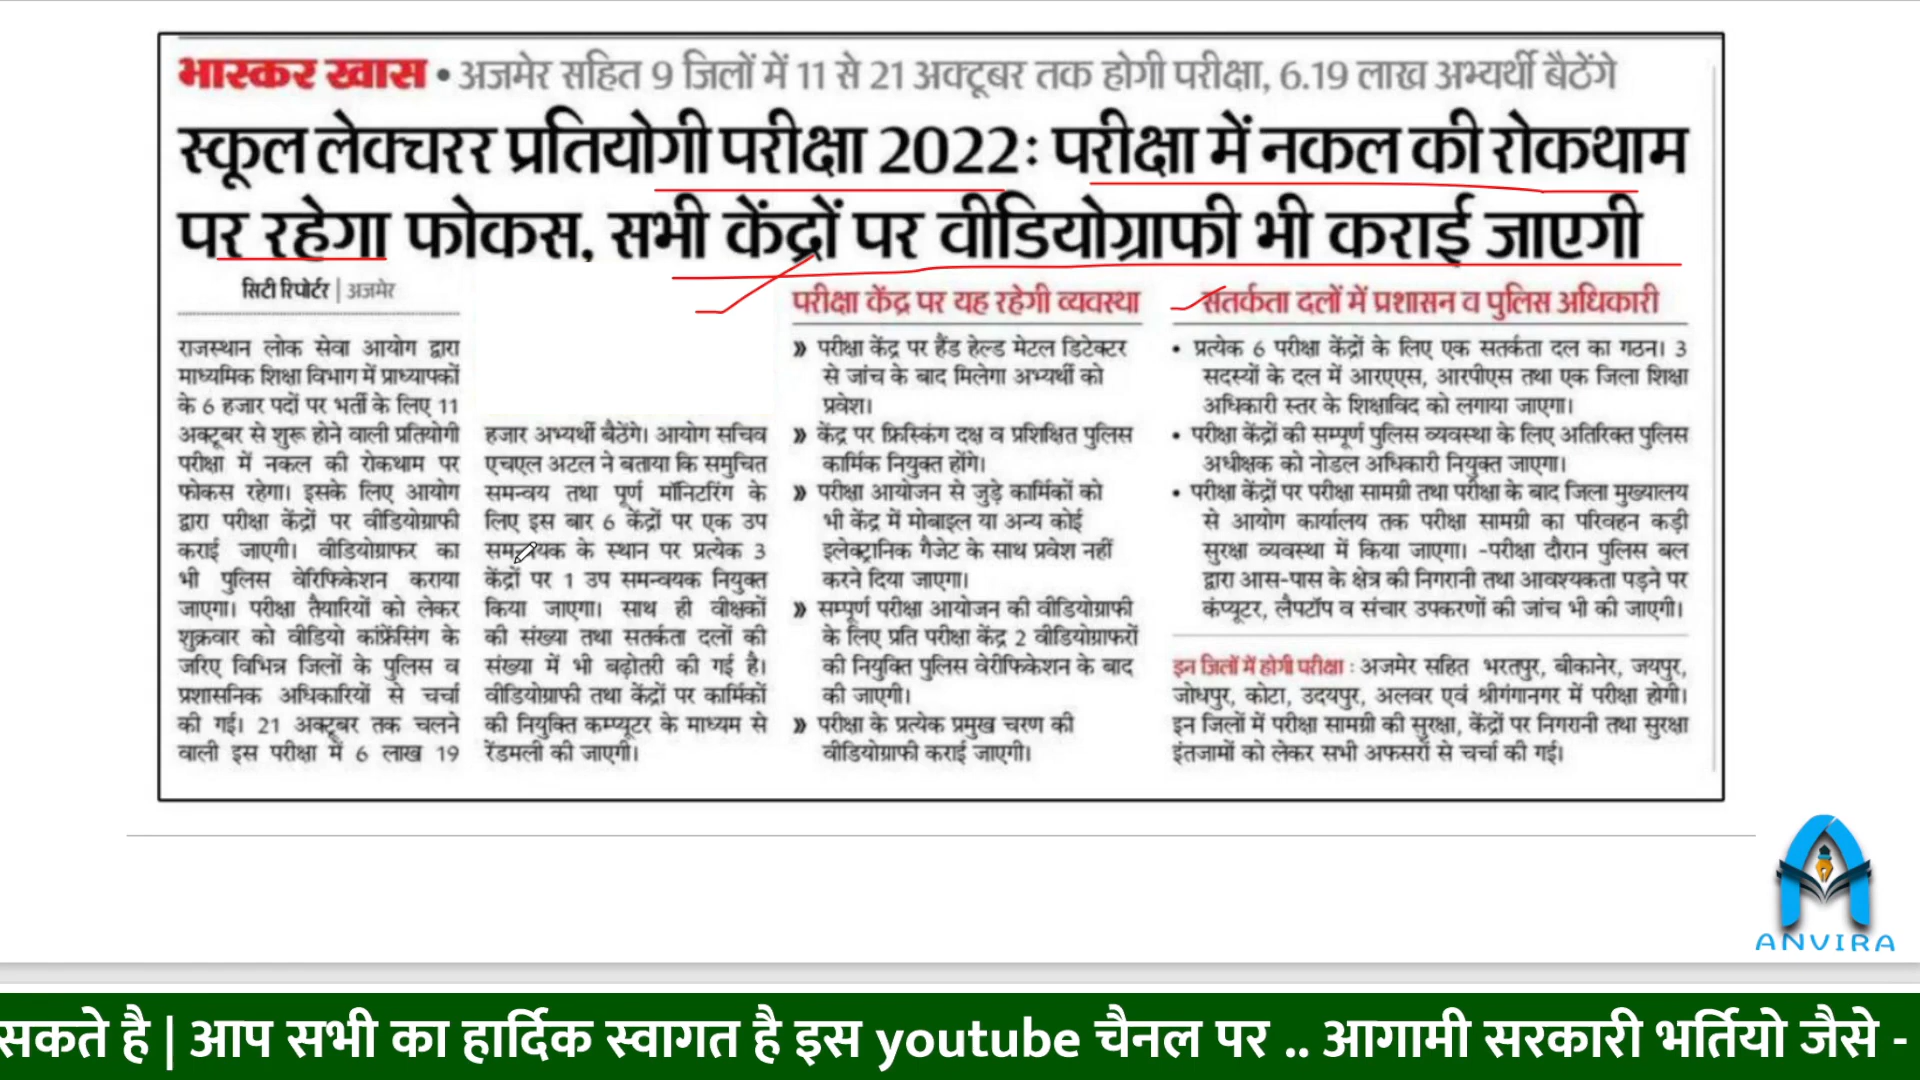 भास्कर खास • अजमेर सहित 9 जिलों में 11 से 21 अक्टूबर तक होगी परीक्षा, 6.19 लाख अभ्यर्थी बैठेंगे
स्कूल लेक्चरर प्रतियोगी परीक्षा 2022: परीक्षा में नकल की रोकथाम
पर रहेगा फोकस, सभी केंद्रों पर वीडियोग्राफी भी कराई जाएगी
सिटी रिपोर्टर | अजमेर
राजस्थान लोक सेवा आयोग द्वारा
माध्यमिक शिक्षा विभाग में प्राध्यापकों
के 6 हजार पदों पर भर्ती के लिए 11
अक्टूबर से शुरू होने वाली प्रतियोगी
परीक्षा में नकल की रोकथाम पर
फोकस रहेगा। इसके लिए आयोग
द्वारा परीक्षा केंद्रों पर वीडियोग्राफी
कराई जाएगी। वीडियोग्राफर का
भी पुलिस वेरिफिकेशन कराया
जाएगा। परीक्षा तैयारियों को लेकर
शुक्रवार को वीडियो कांफ्रेंसिंग के
जरिए विभिन्न जिलों के पुलिस व
प्रशासनिक अधिकारियों से चर्चा
की गई। 21 अक्टूबर तक चलने
वाली इस परीक्षा में 6 लाख 19
हजार अभ्यर्थी बैठेंगे। आयोग सचिव
एचएल अटल ने बताया कि समुचित
समन्वय तथा पूर्ण मॉनिटरिंग के
लिए इस बार 6 केंद्रों पर एक उप
समन्वयक के स्थान पर प्रत्येक 3
केंद्रों पर 1 उप समन्वयक नियुक्त
किया जाएगा। साथ ही वीक्षकों
की संख्या तथा सतर्कता दलों की
संख्या में भी बढ़ोतरी की गई है।
वीडियोग्राफी तथा केंद्रों पर कार्मिकों
की नियुक्ति कम्प्यूटर के माध्यम से
रेंडमली की जाएगी।
परीक्षा केंद्र पर यह रहेगी व्यवस्था
» परीक्षा केंद्र पर हैंड हेल्ड मेटल डिटेक्टर
से जांच के बाद मिलेगा अभ्यर्थी को
प्रवेश।
» केंद्र पर फ्रिस्किंग दक्ष व प्रशिक्षित पुलिस
कार्मिक नियुक्त होंगे।
» परीक्षा आयोजन से जुड़े कार्मिकों को
भी केंद्र में मोबाइल या अन्य कोई
इलेक्ट्रानिक गैजेट के साथ प्रवेश नहीं
करने दिया जाएगा।
» सम्पूर्ण परीक्षा आयोजन की वीडियोग्राफी
के लिए प्रति परीक्षा केंद्र 2 वीडियोग्राफरों
की नियुक्ति पुलिस वेरीफिकेशन के बाद
की जाएगी।
» परीक्षा के प्रत्येक प्रमुख चरण की
वीडियोग्राफी कराई जाएगी।
सतर्कता दलों में प्रशासन व पुलिस अधिकारी
• प्रत्येक 6 परीक्षा केंद्रों के लिए एक सतर्कता दल का गठन। 3
सदस्यों के दल में आरएएस, आरपीएस तथा एक जिला शिक्षा
अधिकारी स्तर के शिक्षाविद को लगाया जाएगा।
• परीक्षा केंद्रों की सम्पूर्ण पुलिस व्यवस्था के लिए अतिरिक्त पुलिस
अधीक्षक को नोडल अधिकारी नियुक्त जाएगा।
• परीक्षा केंद्रों पर परीक्षा सामग्री तथा परीक्षा के बाद जिला मुख्यालय
से आयोग कार्यालय तक परीक्षा सामग्री का परिवहन कड़ी
सुरक्षा व्यवस्था में किया जाएगा। -परीक्षा दौरान पुलिस बल
द्वारा आस-पास के क्षेत्र की निगरानी तथा आवश्यकता पड़ने पर
कंप्यूटर, लैपटॉप व संचार उपकरणों की जांच भी की जाएगी।
इन जिलों में होगी परीक्षा : अजमेर सहित भरतपुर, बीकानेर, जयपुर,
जोधपुर, कोटा, उदयपुर, अलवर एवं श्रीगंगानगर में परीक्षा होगी।
इन जिलों में परीक्षा सामग्री की सुरक्षा, केंद्रों पर निगरानी तथा सुरक्षा
इंतजामों को लेकर सभी अफसरों से चर्चा की गई।
ANVIRA
सकते है | आप सभी का हार्दिक स्वागत है इस youtube चैनल पर .. आगामी सरकारी भर्तियो जैसे -